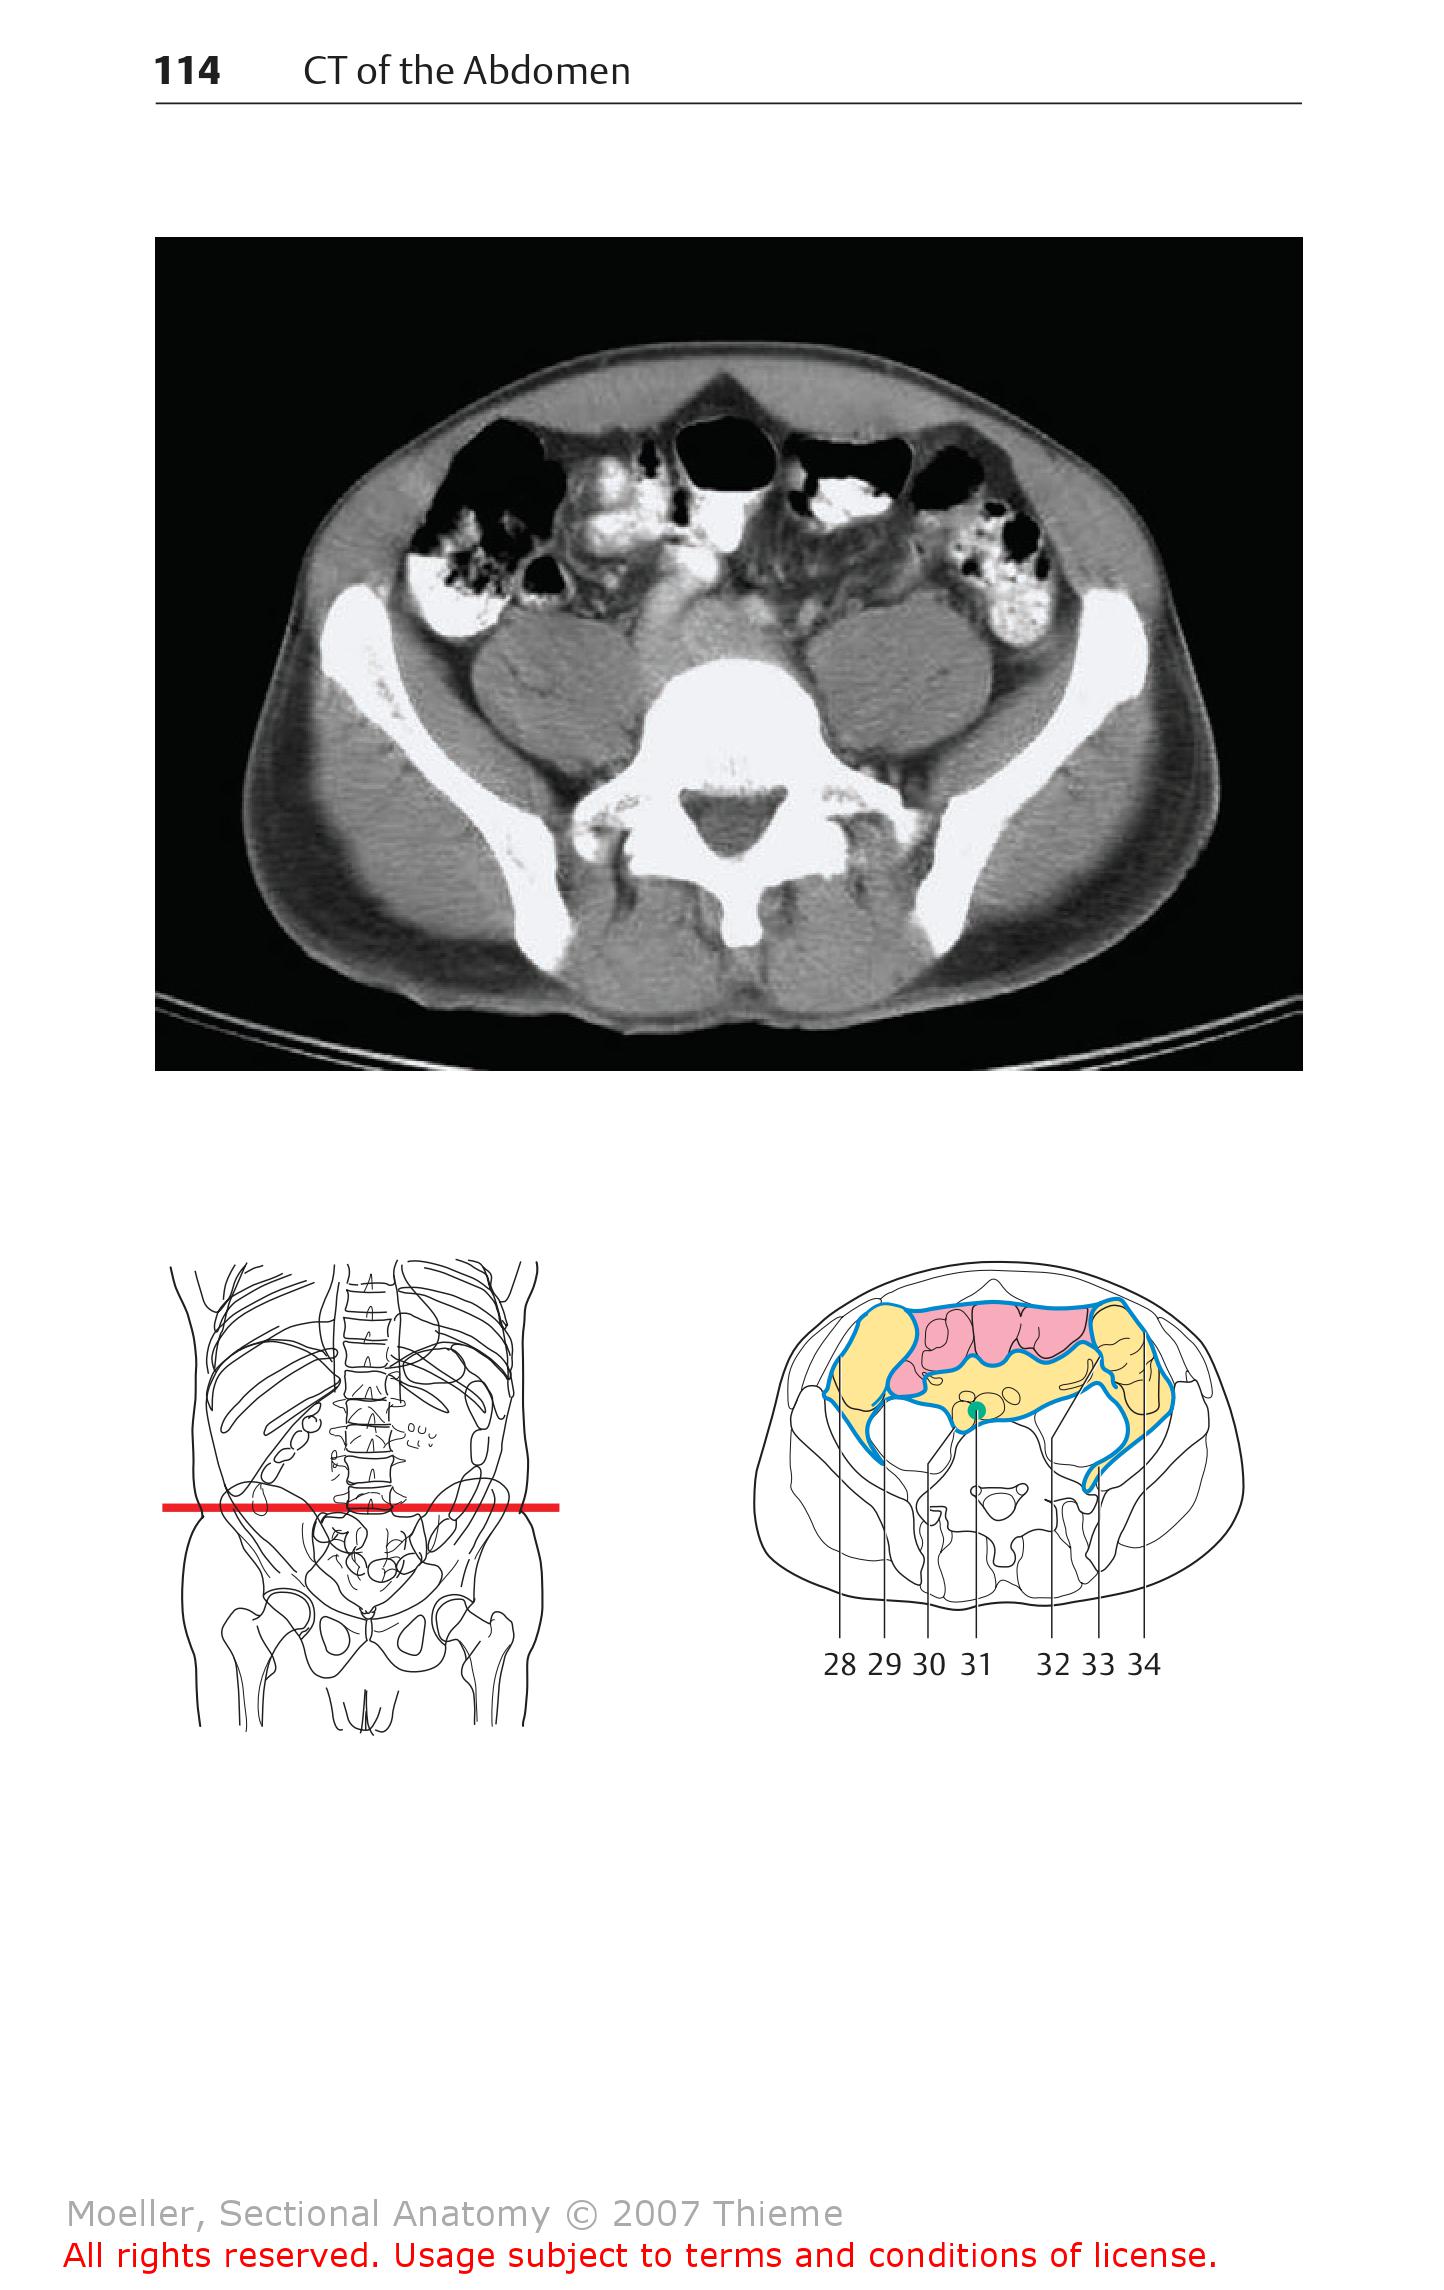 114 CT of the Abdomen
28 29 30 31 32 33 34
Moeller, Sectional Anatomy © 2007 Thieme
All rights reserved. Usage subject to terms and conditions of license.